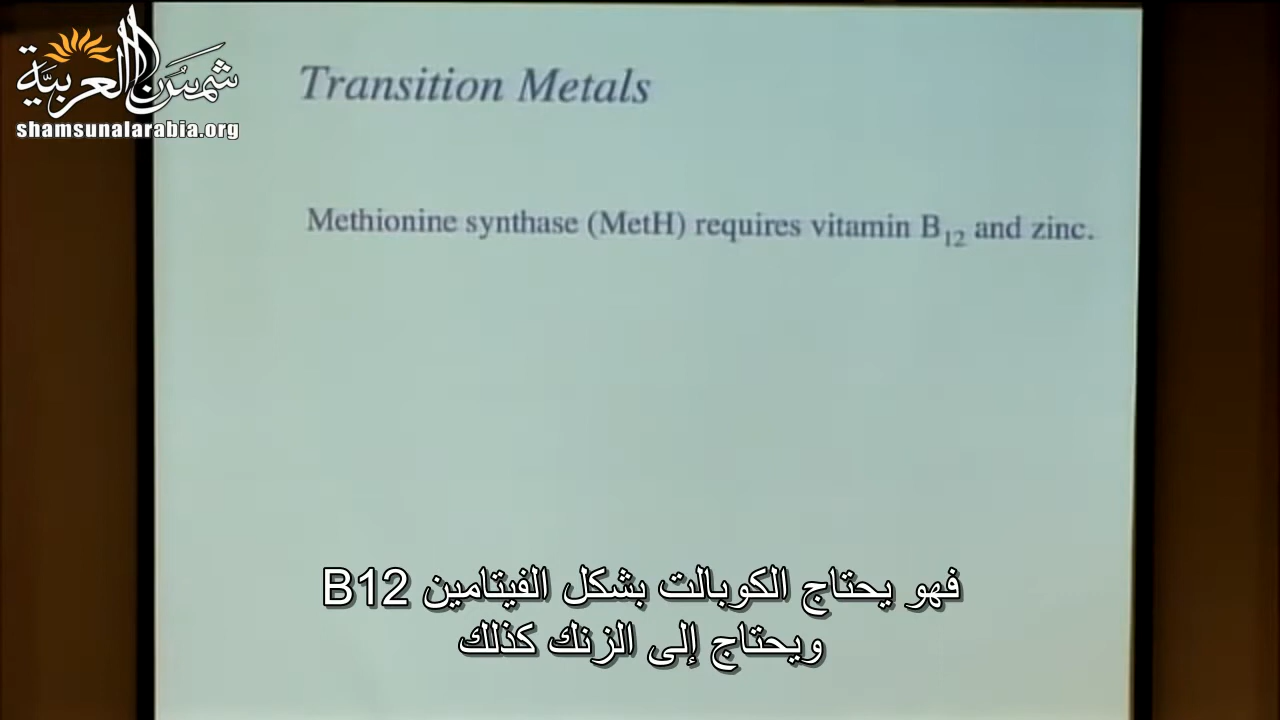 شمس العربية
shamsunalarabia.org
Transition Metals
Methionine synthase (MetH) requires vitamin B₁₂ and zinc.
فهو يحتاج الكوبالت بشكل الفيتامين B12
ويحتاج إلى الزنك كذلك